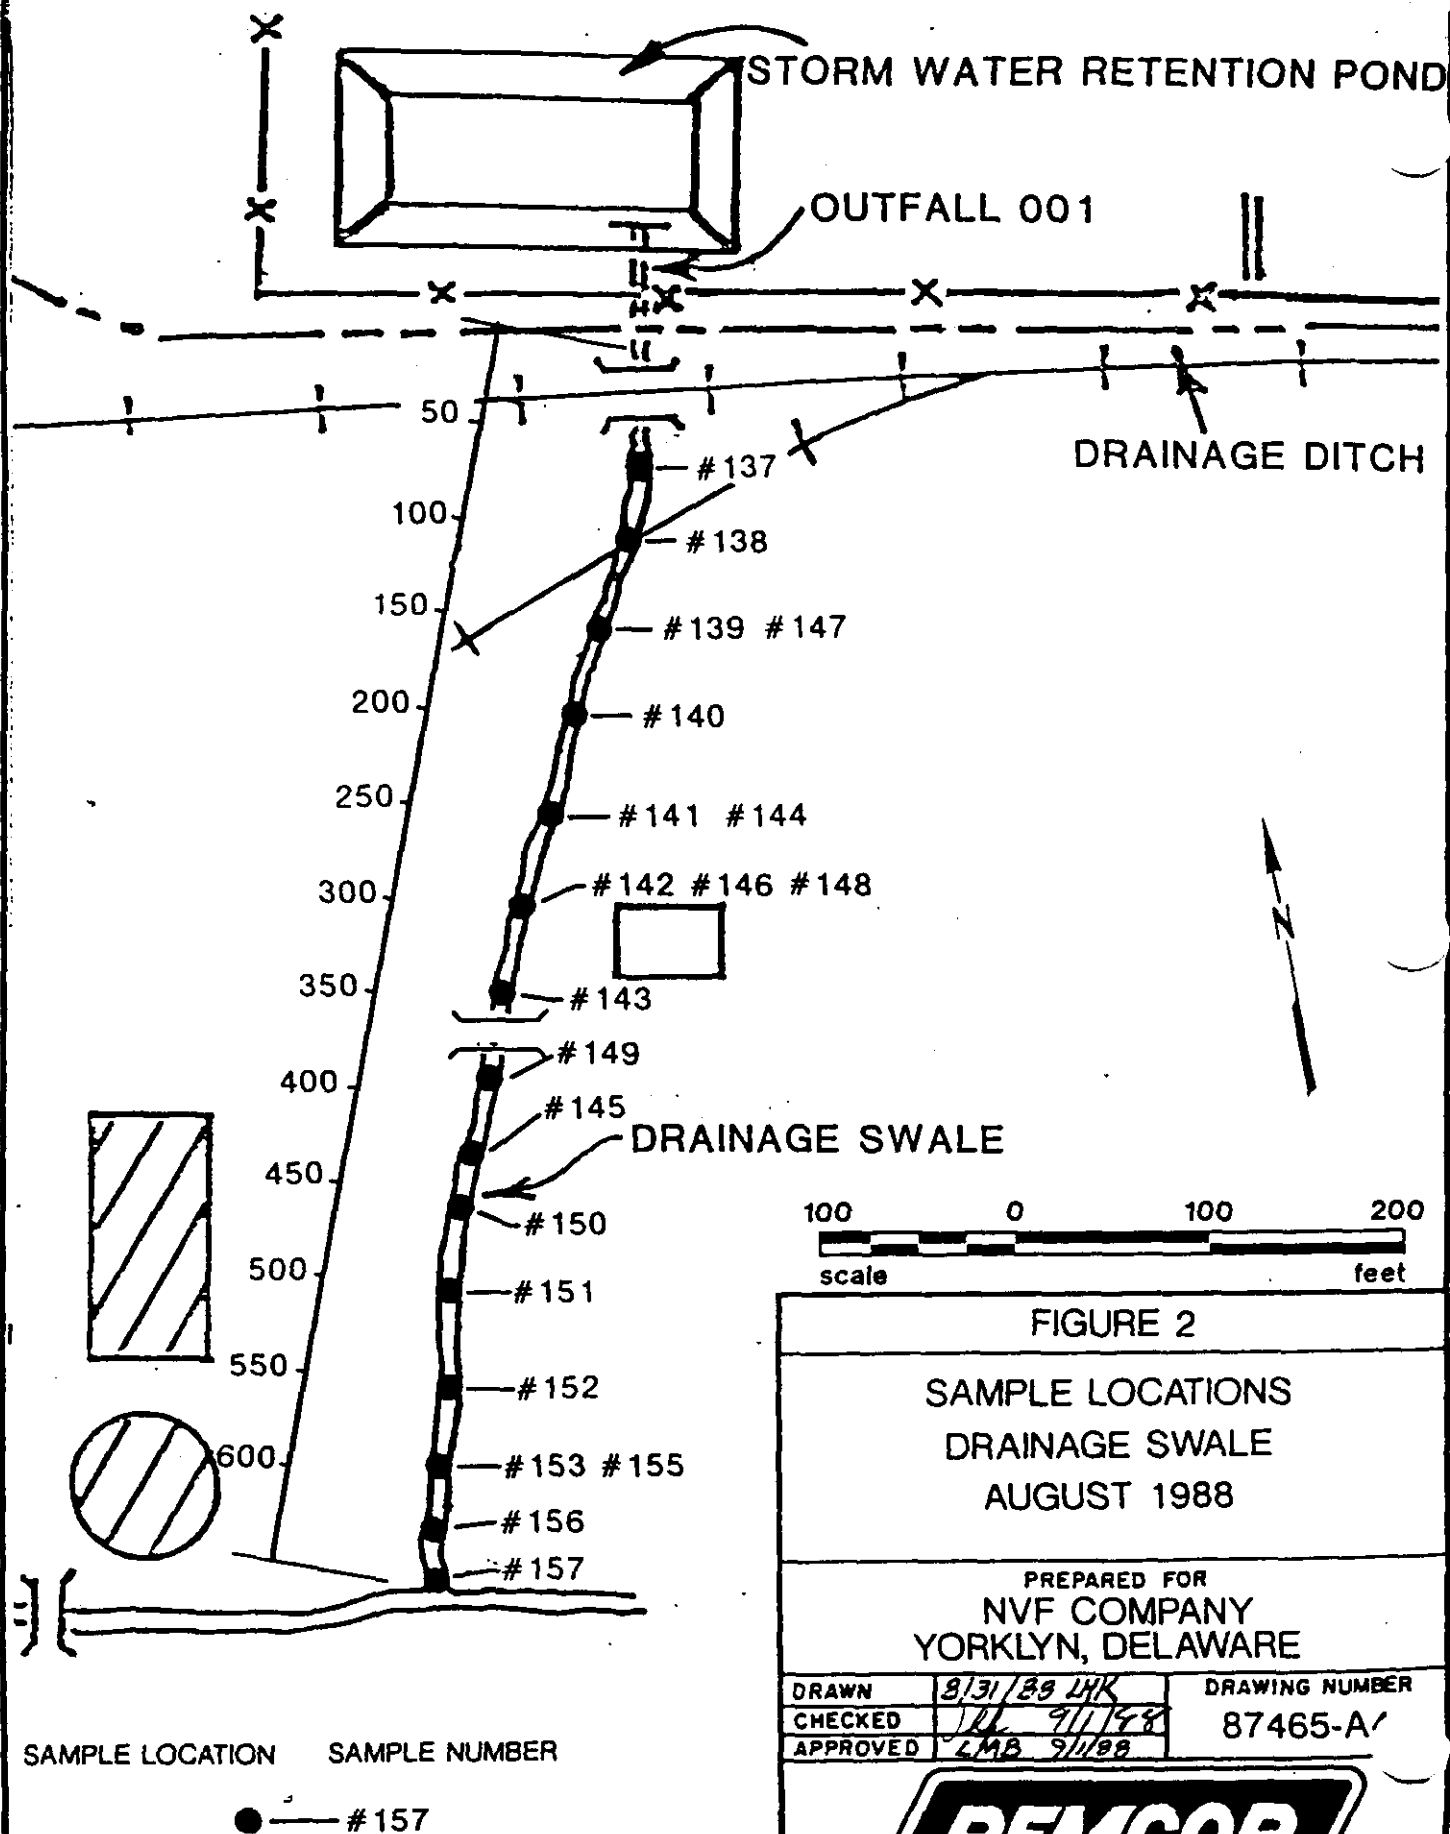 STORM WATER RETENTION POND
OUTFALL 001
50
DRAINAGE DITCH
#137
100
#138
150
#139 #147
200
#140
250
#141 #144
300
#142 #146 #148
350
#143
#149
400
#145
DRAINAGE SWALE
450
#150
N
100 0 100 200
scale feet
500
#151
550
#152
600
#153 #155
#156
#157
FIGURE 2
SAMPLE LOCATIONS
DRAINAGE SWALE
AUGUST 1988
PREPARED FOR
NVF COMPANY
YORKLYN, DELAWARE
DRAWN 8/31/88 LYK
CHECKED 9/1/88
APPROVED LMB 9/1/88
DRAWING NUMBER
87465-A
SAMPLE LOCATION SAMPLE NUMBER
#157
REMCOR